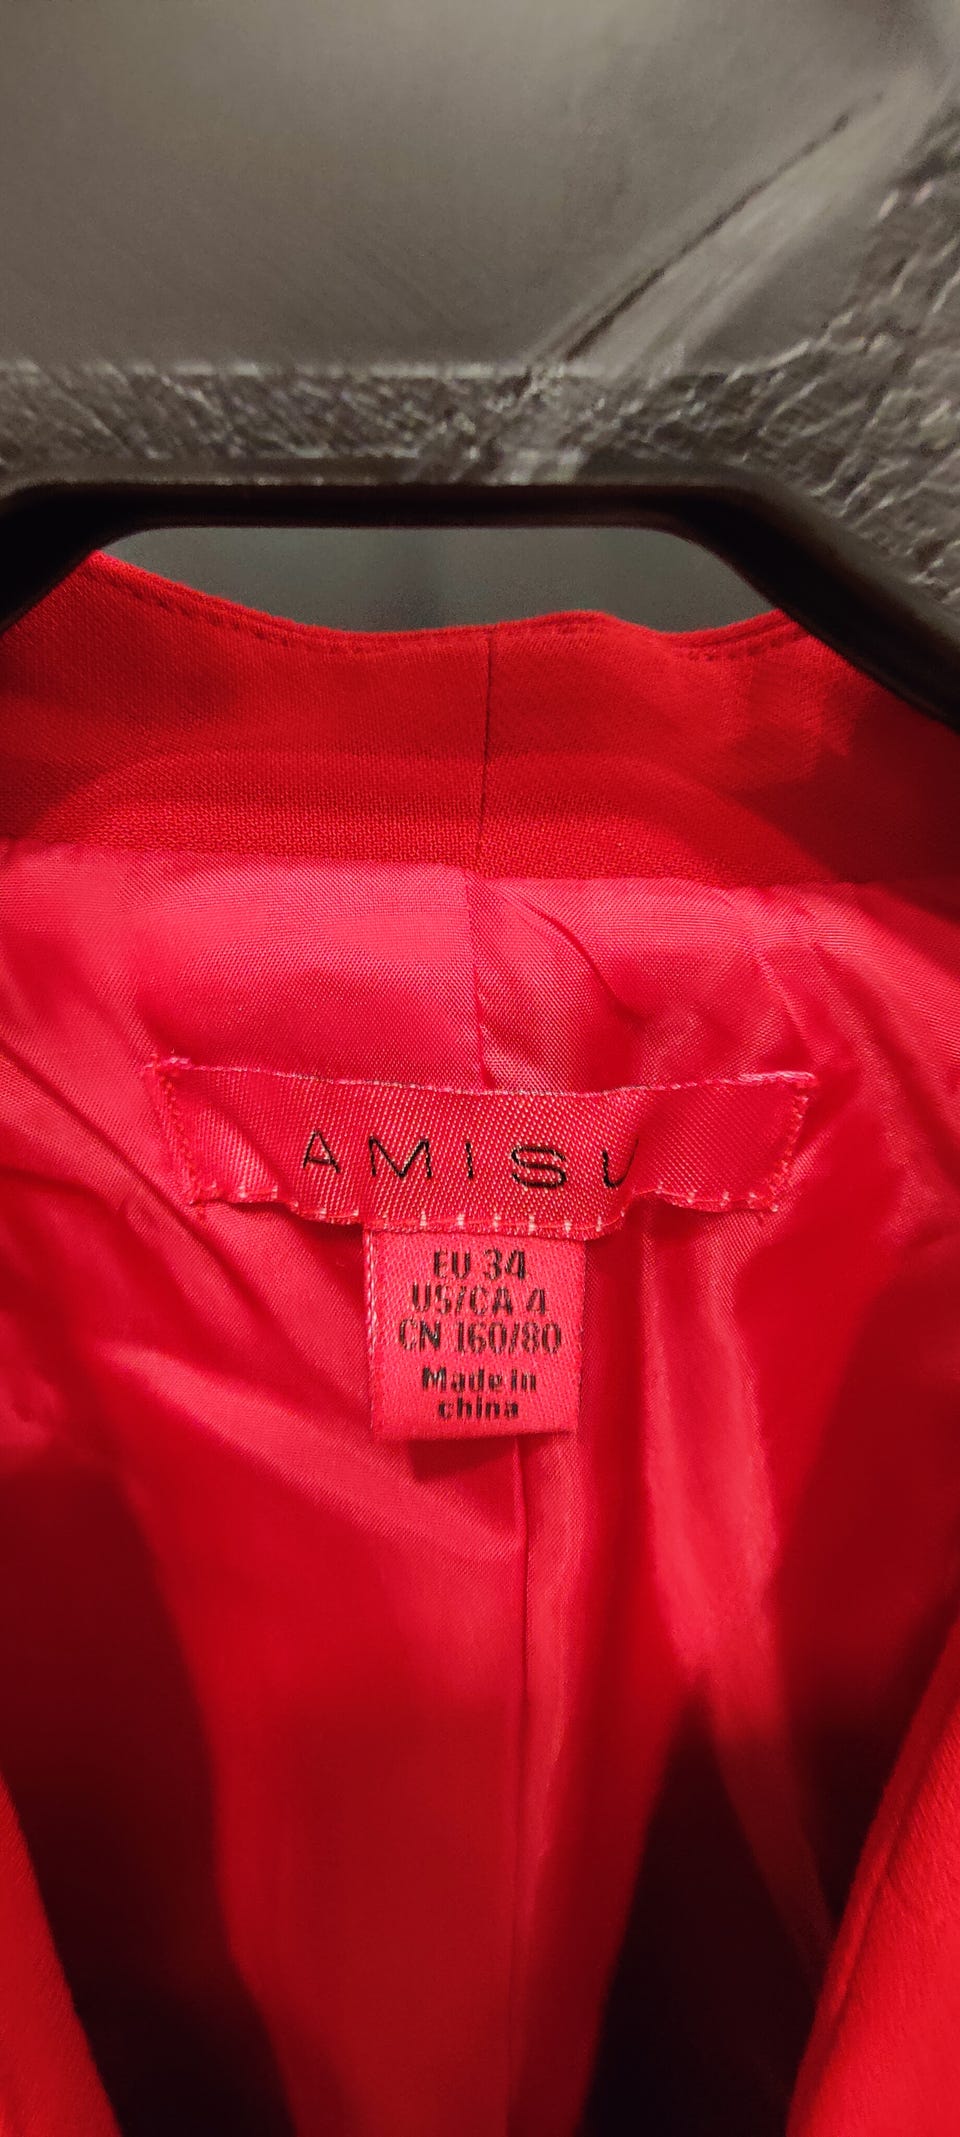 AMISU
EU 34
US/CA 4
CN 160/80
Made in
china